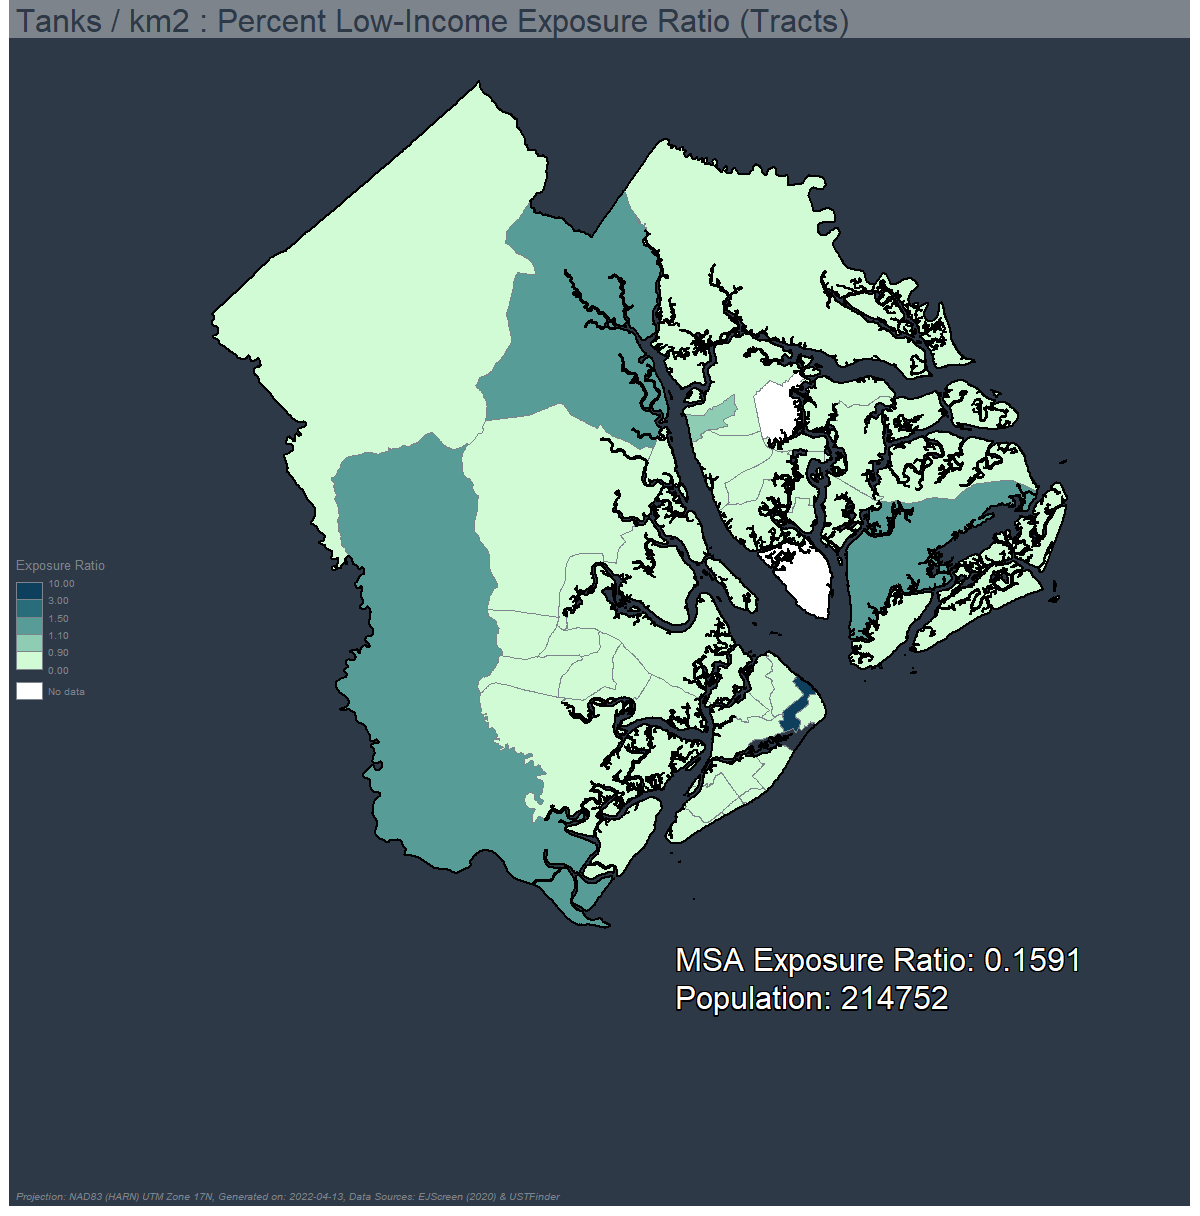 Tanks / km2 : Percent Low-Income Exposure Ratio (Tracts)
Exposure Ratio
10.00
3.00
1.50
1.10
0.90
0.00
No data
MSA Exposure Ratio: 0.1591
Population: 214752
Projection: NAD83 (HARN) UTM Zone 17N, Generated on: 2022-04-13, Data Sources: EJScreen (2020) & USTFinder